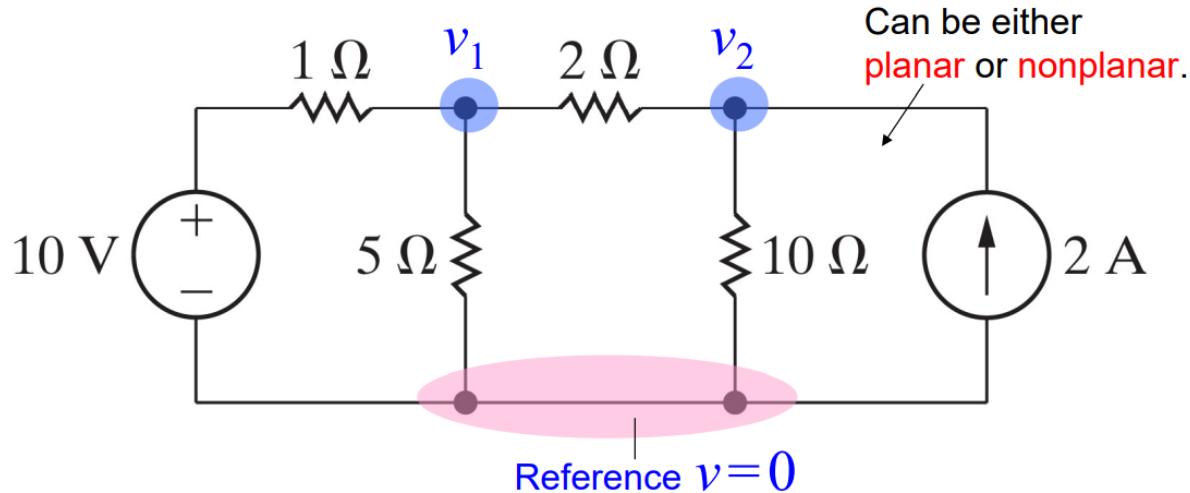 Can be either
planar or nonplanar.
1 Ω
v₁
2 Ω
v₂
10 V
+
−
5 Ω
10 Ω
2 A
Reference v=0